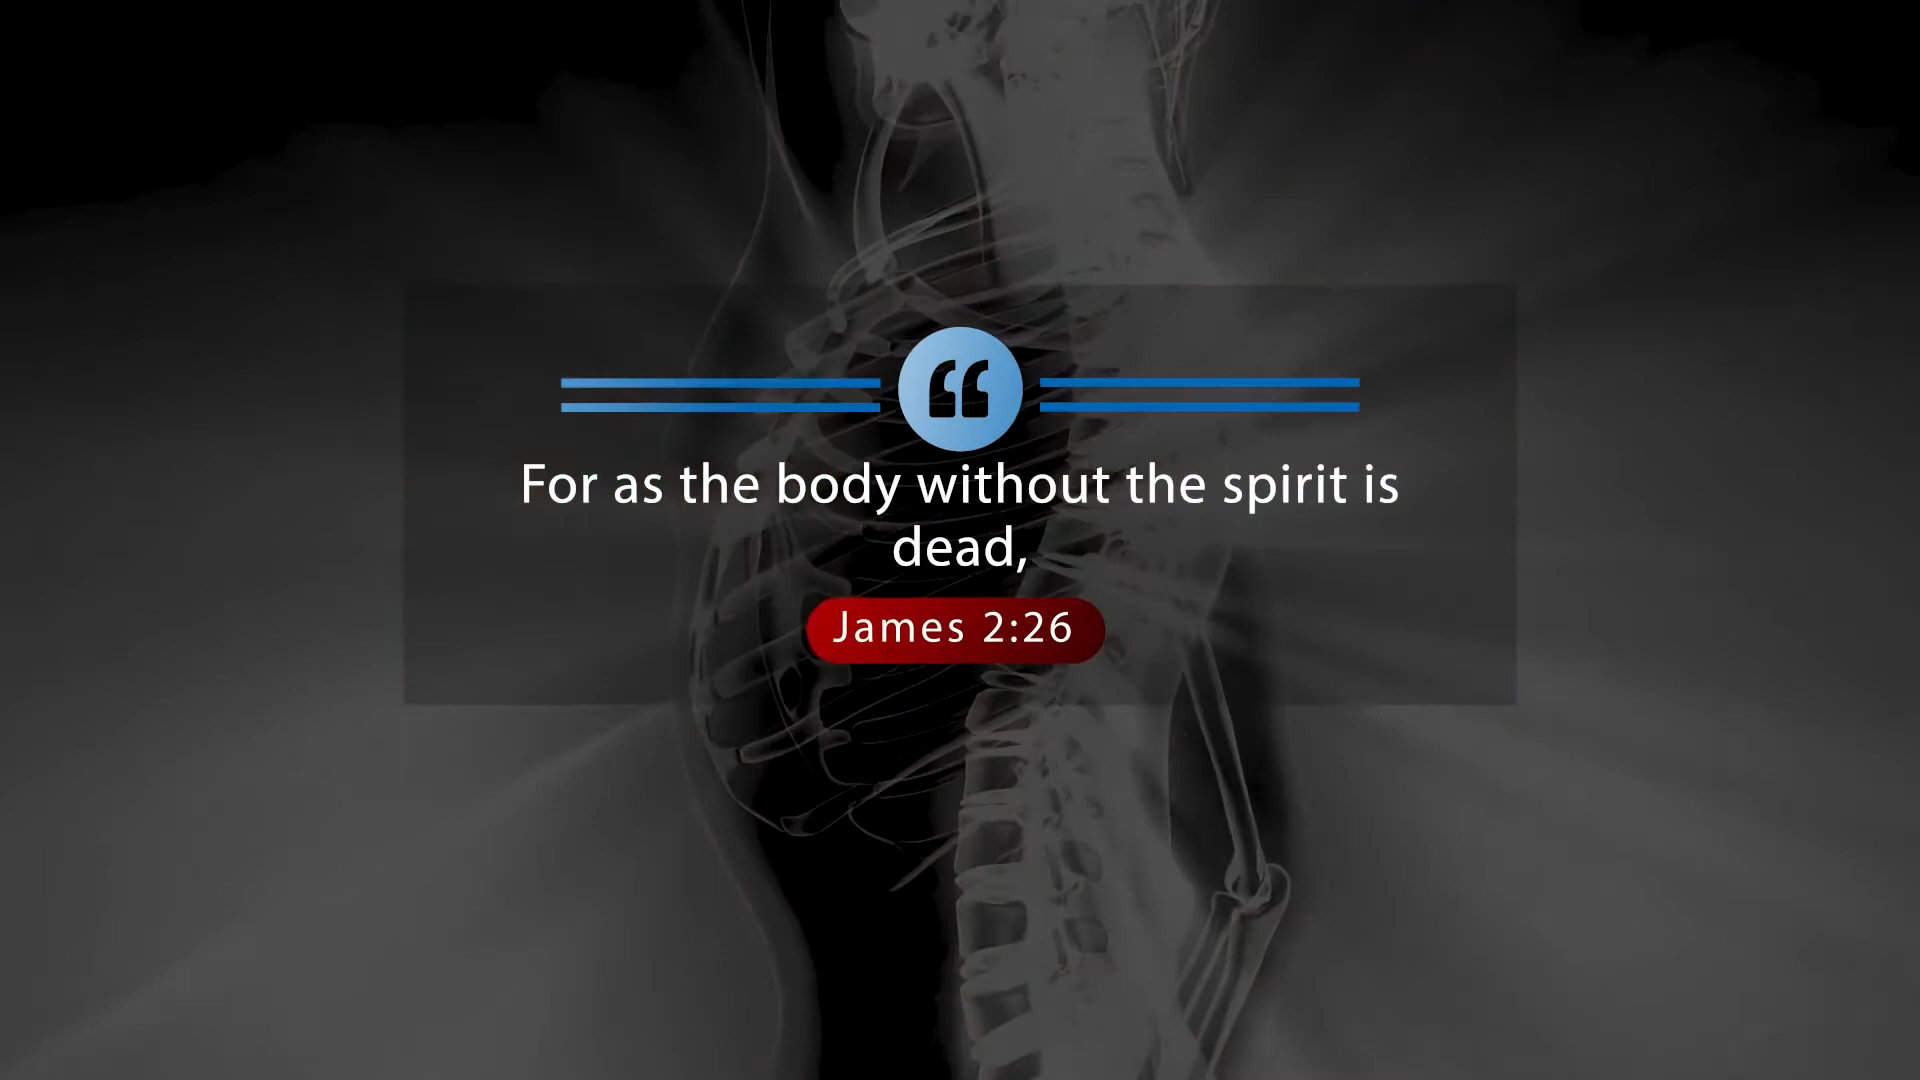 For as the body without the spirit is
dead,
James 2:26